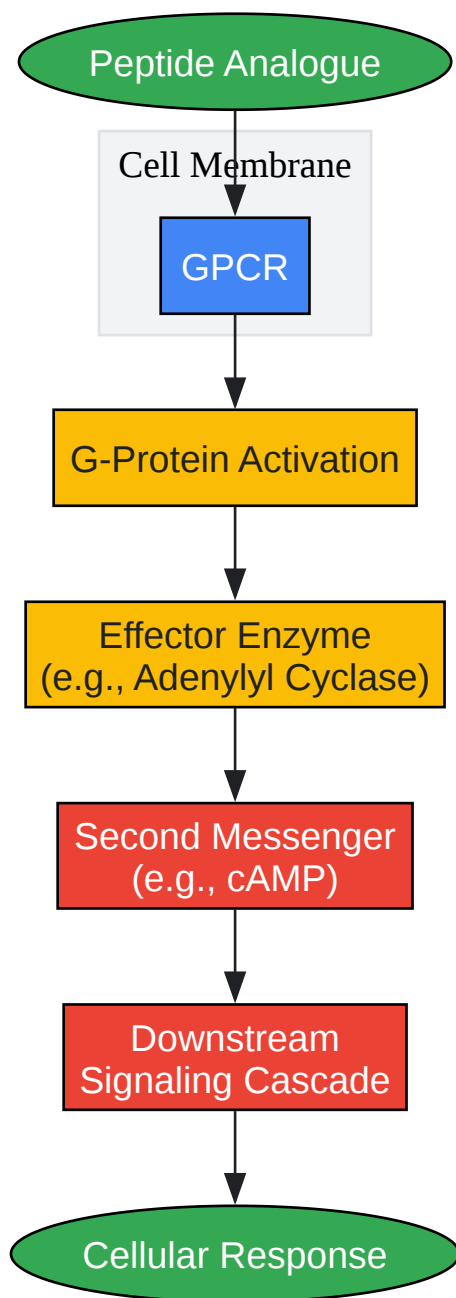 Peptide Analogue
Cell Membrane
GPCR
G-Protein Activation
Effector Enzyme
(e.g., Adenylyl Cyclase)
Second Messenger
(e.g., cAMP)
Downstream
Signaling Cascade
Cellular Response